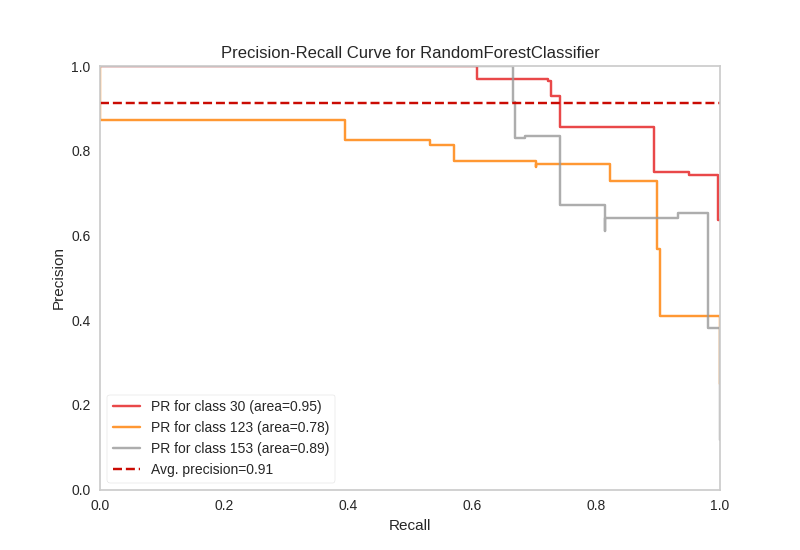 Precision-Recall Curve for RandomForestClassifier
1.0
0.8
0.6
0.4
0.2
0.0
Precision
PR for class 30 (area=0.95)
PR for class 123 (area=0.78)
PR for class 153 (area=0.89)
Avg. precision=0.91
0.0 0.2 0.4 0.6 0.8 1.0
Recall